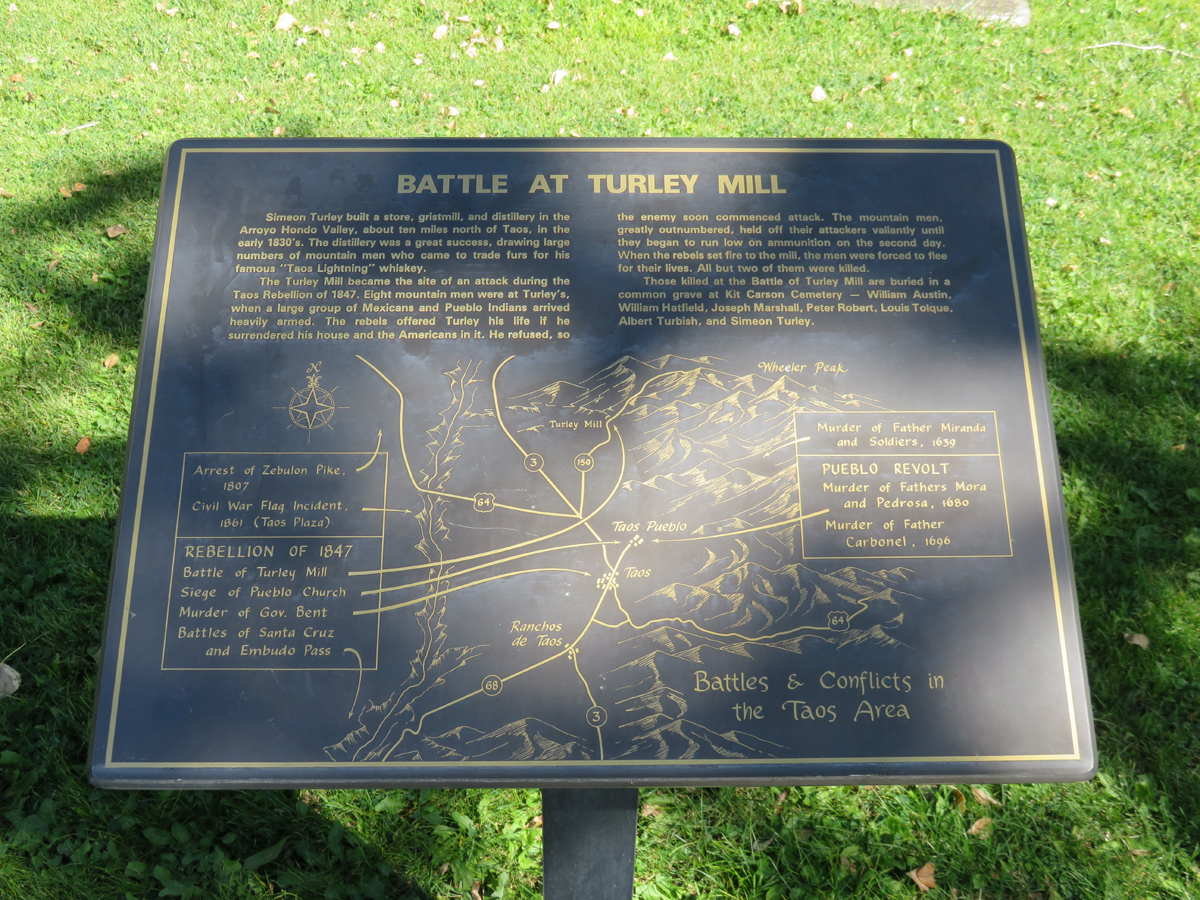 BATTLE AT TURLEY MILL
Simeon Turley built a store, gristmill, and distillery in the
Arroyo Hondo Valley, about ten miles north of Taos, in the
early 1830's. The distillery was a great success, drawing large
numbers of mountain men who came to trade furs for his
famous "Taos Lightning" whiskey.
The Turley Mill became the site of an attack during the
Taos Rebellion of 1847. Eight mountain men were at Turley's,
when a large group of Mexicans and Pueblo Indians arrived
heavily armed. The rebels offered Turley his life if he
surrendered his house and the Americans in it. He refused, so
the enemy soon commenced attack. The mountain men,
greatly outnumbered, held off their attackers valiantly until
they began to run low on ammunition on the second day.
When the rebels set fire to the mill, the men were forced to flee
for their lives. All but two of them were killed.
Those killed at the Battle of Turley Mill are buried in a
common grave at Kit Carson Cemetery — William Austin,
William Hatfield, Joseph Marshall, Peter Robert, Louis Tolque,
Albert Turbish, and Simeon Turley.
N
Wheeler Peak
Turley Mill
3
150
64
Arrest of Zebulon Pike,
1807
Civil War Flag Incident,
1861 (Taos Plaza)
REBELLION OF 1847
Battle of Turley Mill
Siege of Pueblo Church
Murder of Gov. Bent
Battles of Santa Cruz
and Embudo Pass
Murder of Father Miranda
and Soldiers, 1639
PUEBLO REVOLT
Murder of Fathers Mora
and Pedrosa, 1680
Murder of Father
Carbonel, 1696
Taos Pueblo
Taos
64
Ranchos
de Taos
68
3
Battles & Conflicts in
the Taos Area